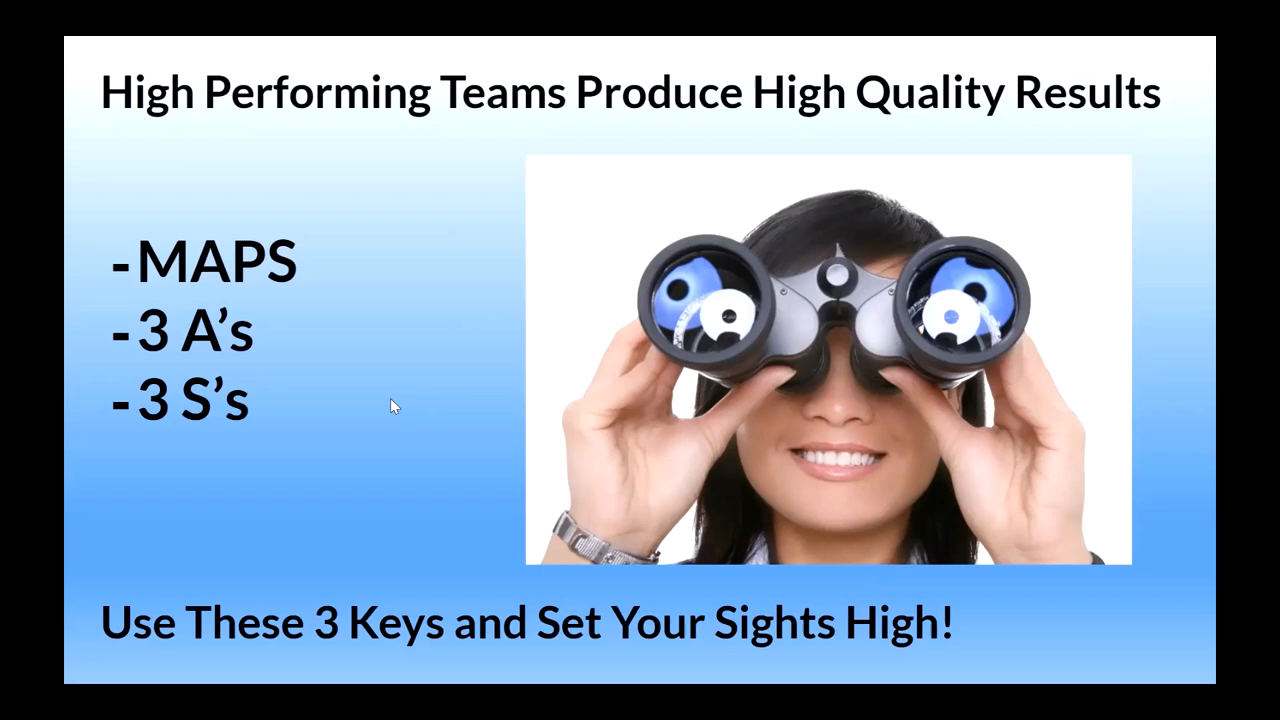 High Performing Teams Produce High Quality Results
-MAPS
-3 A’s
-3 S’s
Use These 3 Keys and Set Your Sights High!